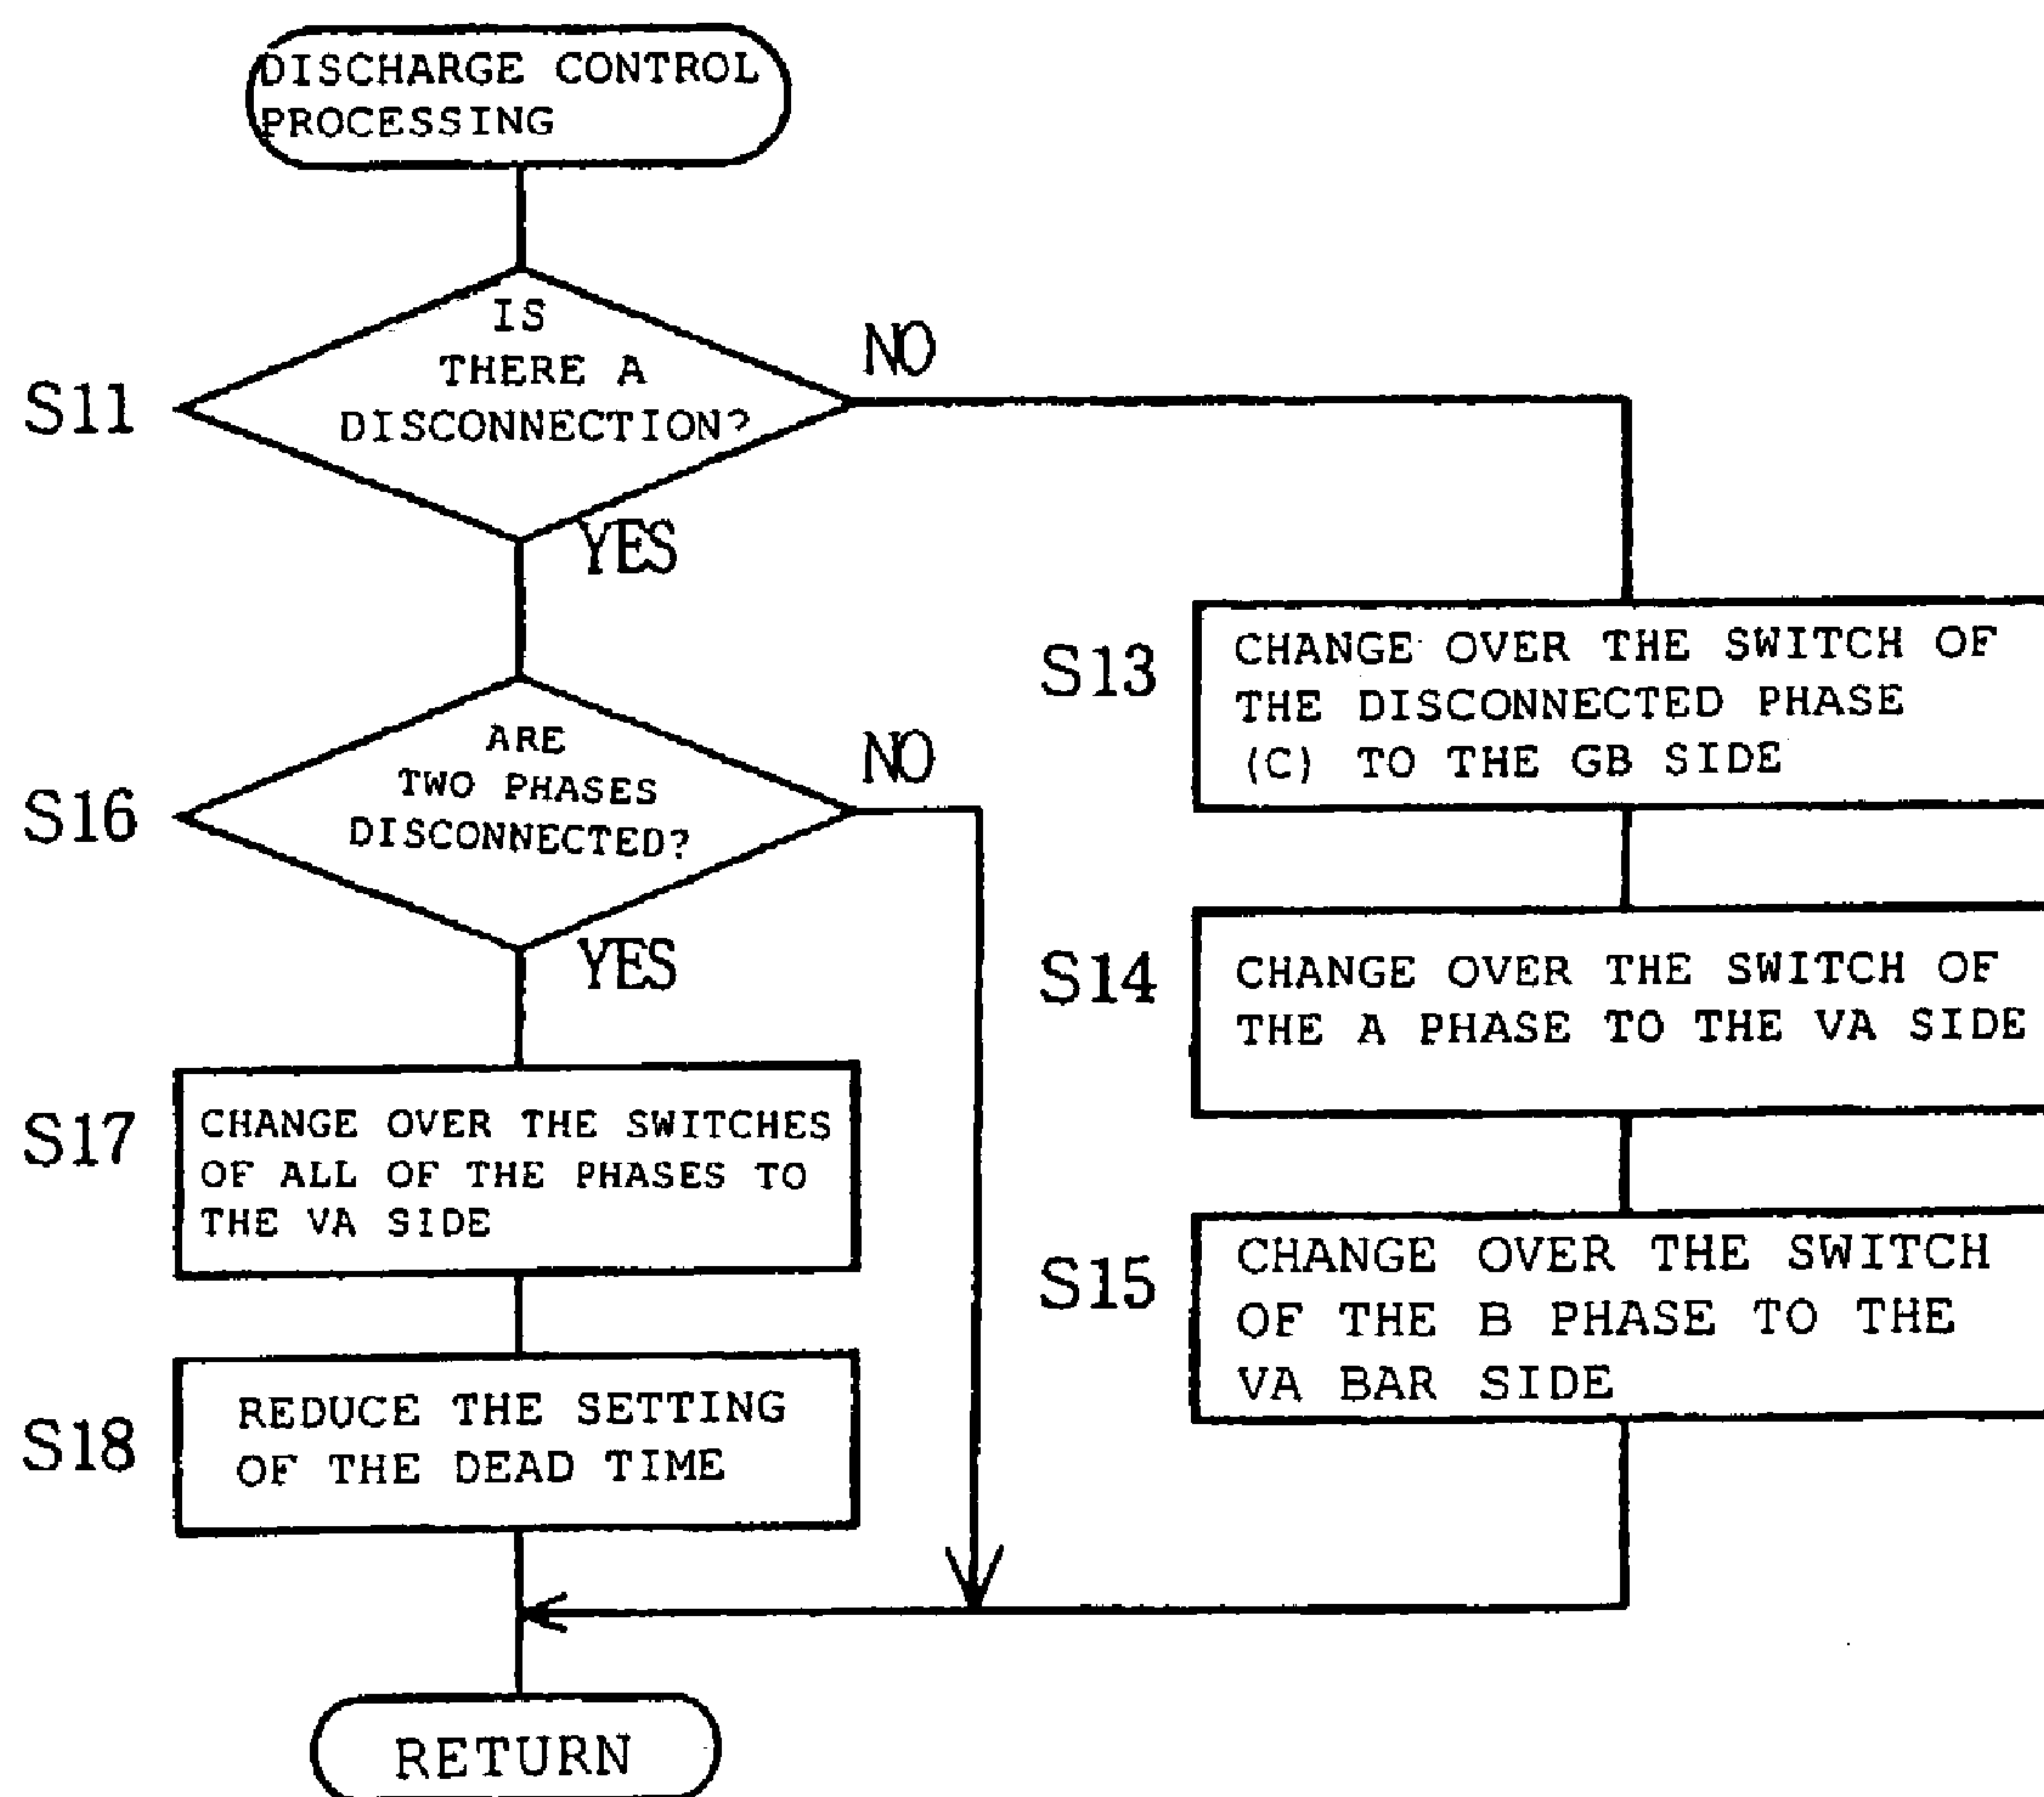 DISCHARGE CONTROL
PROCESSING
IS
THERE A
DISCONNECTION?
NO
S11
YES
ARE
TWO PHASES
DISCONNECTED?
NO
S16
YES
S17
CHANGE OVER THE SWITCHES
OF ALL OF THE PHASES TO
THE VA SIDE
S18
REDUCE THE SETTING
OF THE DEAD TIME
S13
CHANGE OVER THE SWITCH OF
THE DISCONNECTED PHASE
(C) TO THE GB SIDE
S14
CHANGE OVER THE SWITCH OF
THE A PHASE TO THE VA SIDE
S15
CHANGE OVER THE SWITCH
OF THE B PHASE TO THE
VA BAR SIDE
RETURN